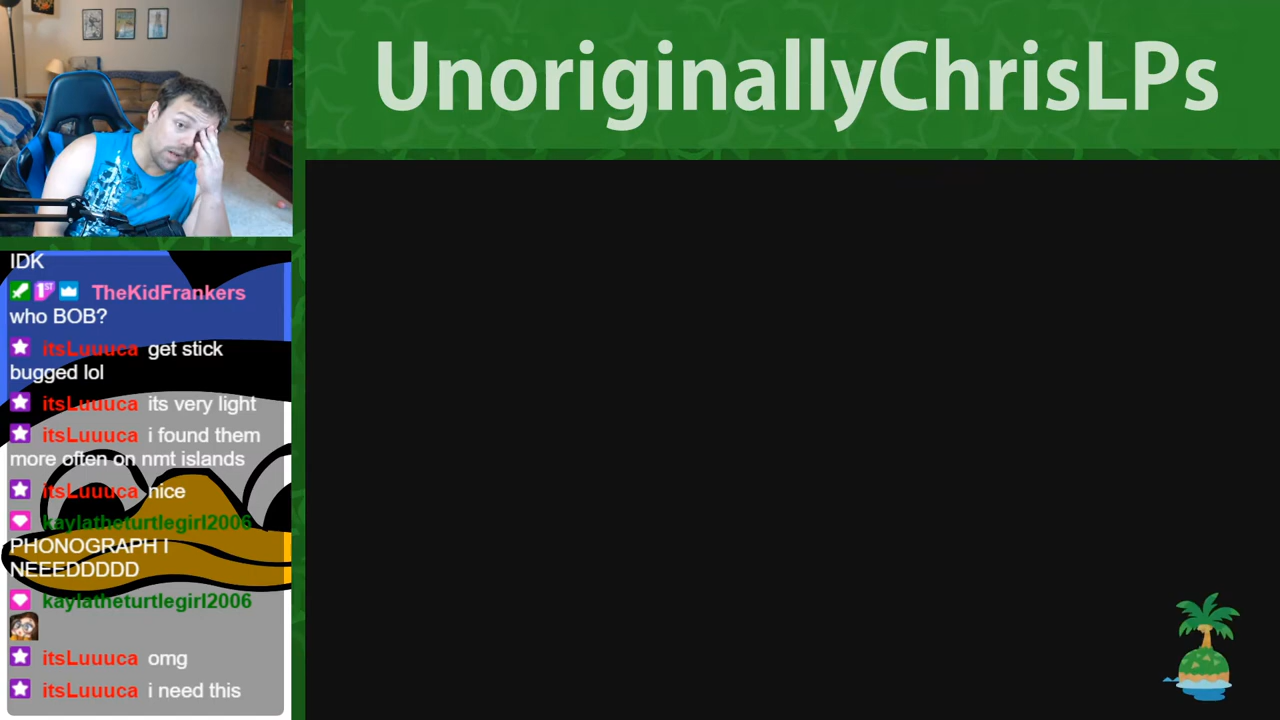 UnoriginallyChrisLPs
IDK
1ST TheKidFrankers
who BOB?
itsLuuuca get stick
bugged lol
itsLuuuca its very light
itsLuuuca i found them
more often on nmt islands
itsLuuuca nice
kaylatheturtlegirl2006
PHONOGRAPH I
NEEEDDDDD
kaylatheturtlegirl2006
itsLuuuca omg
itsLuuuca i need this